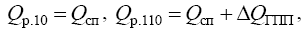 Qр.10 = Qсп, Qр.110 = Qсп + ΔQГПП,